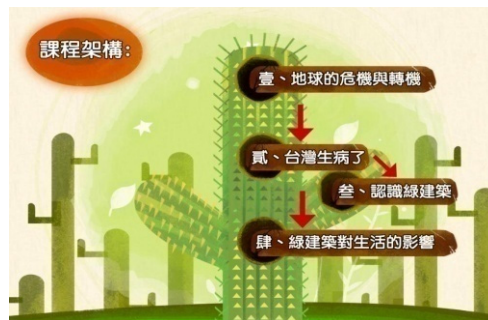 課程架構:
壹、地球的危機與轉機
貳、台灣生病了
叁、認識綠建築
肆、綠建築對生活的影響